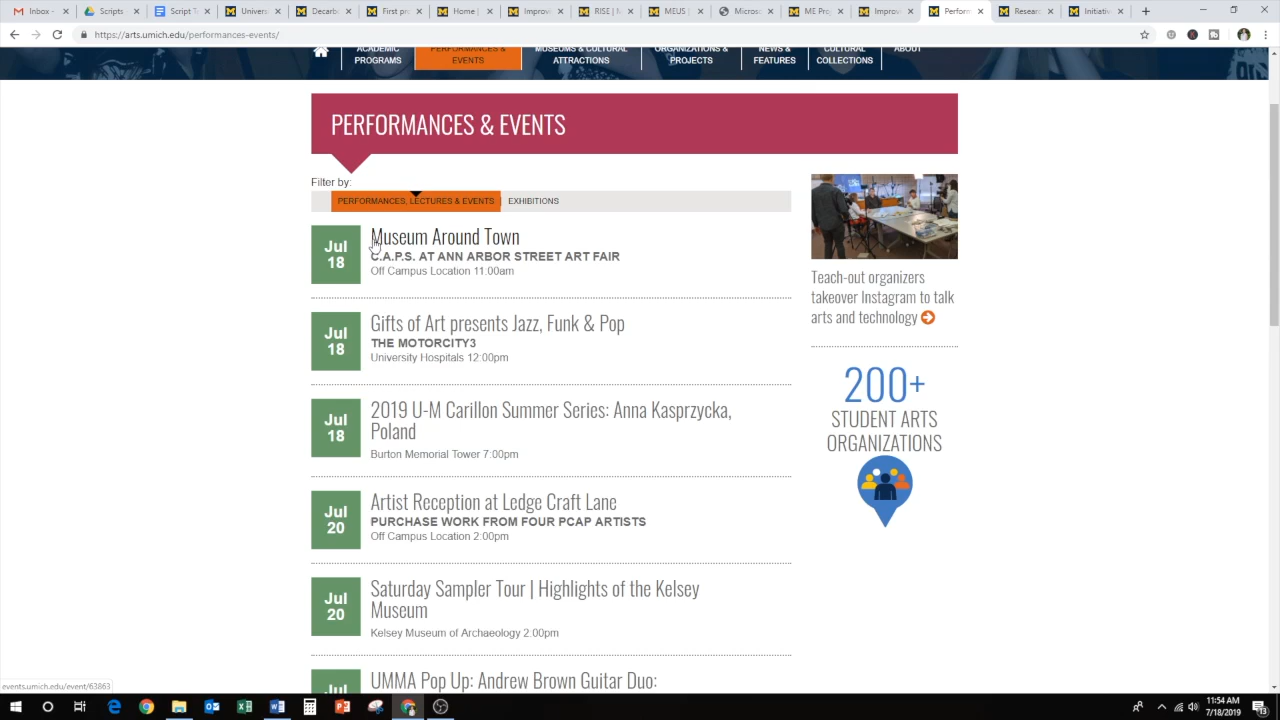 Inbox -
Scripts
Script T
Univers
Decarb
First pr
Home |
Improv
RISE | M
MEUS |
Micros
ME Pro
Improv
Perform
Researc
Initiativ
https://arts.umich.edu/performances-events/
ACADEMIC
PROGRAMS
PERFORMANCES &
EVENTS
MUSEUMS & CULTURAL
ATTRACTIONS
ORGANIZATIONS &
PROJECTS
NEWS &
FEATURES
CULTURAL
COLLECTIONS
ABOUT
PERFORMANCES & EVENTS
Filter by:
PERFORMANCES, LECTURES & EVENTS
EXHIBITIONS
Jul
18
Museum Around Town
C.A.P.S. AT ANN ARBOR STREET ART FAIR
Off Campus Location 11:00am
Jul
18
Gifts of Art presents Jazz, Funk & Pop
THE MOTORCITY3
University Hospitals 12:00pm
Jul
18
2019 U-M Carillon Summer Series: Anna Kasprzycka,
Poland
Burton Memorial Tower 7:00pm
Jul
20
Artist Reception at Ledge Craft Lane
PURCHASE WORK FROM FOUR PCAP ARTISTS
Off Campus Location 2:00pm
Jul
20
Saturday Sampler Tour | Highlights of the Kelsey
Museum
Kelsey Museum of Archaeology 2:00pm
Jul
UMMA Pop Up: Andrew Brown Guitar Duo:
Teach-out organizers
takeover Instagram to talk
arts and technology
200+
STUDENT ARTS
ORGANIZATIONS
events.umich.edu/event/63863
11:54 AM
7/18/2019